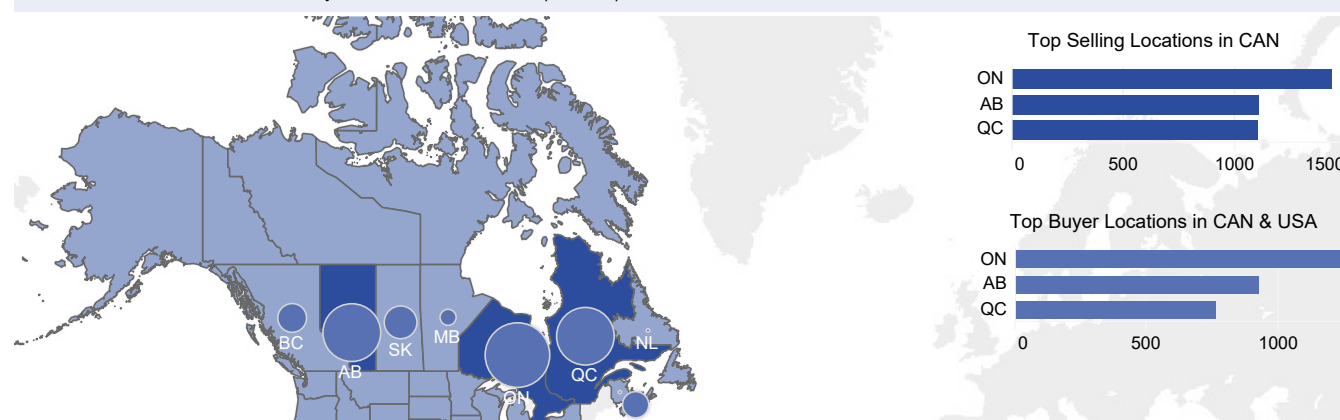 Top Selling Locations in CAN
ON
AB
QC
0 500 1000 1500
Top Buyer Locations in CAN & USA
ON
AB
QC
0 500 1000
BC
AB
SK
MB
ON
QC
NL